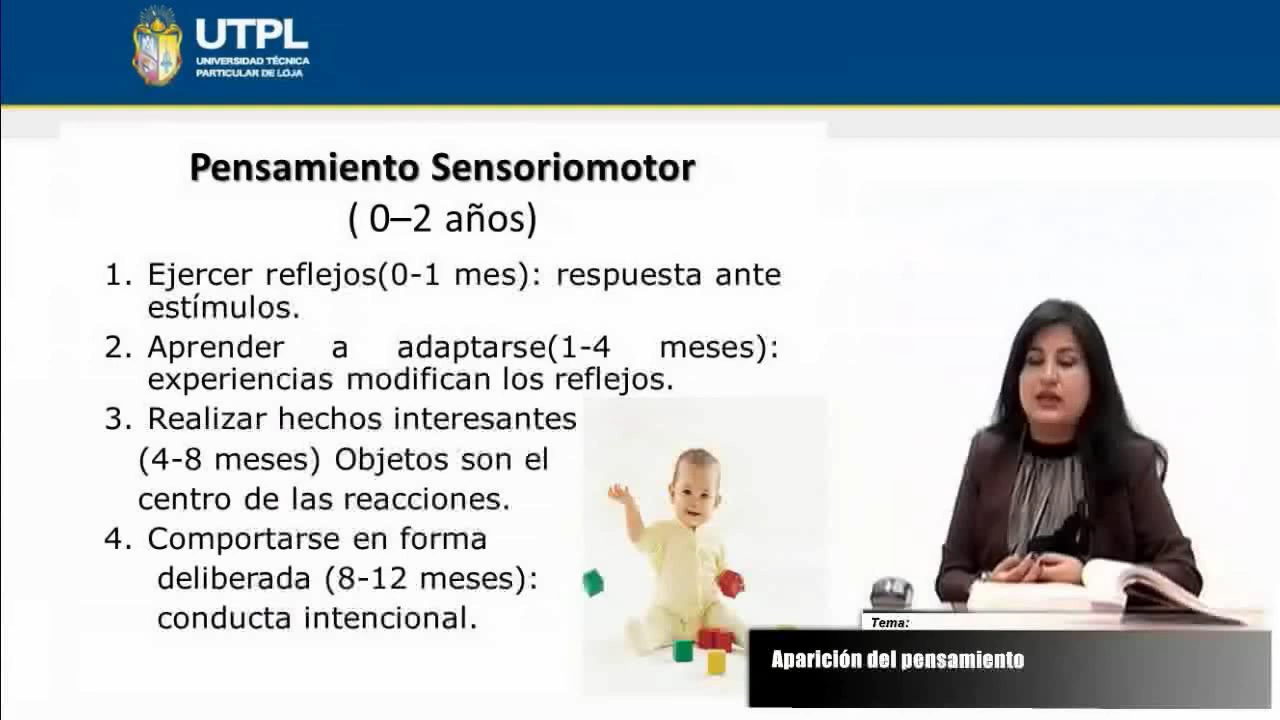 UTPL
UNIVERSIDAD TÉCNICA
PARTICULAR DE LOJA
Pensamiento Sensoriomotor
( 0–2 años)
1. Ejercer reflejos(0-1 mes): respuesta ante
estímulos.
2. Aprender a adaptarse(1-4 meses):
experiencias modifican los reflejos.
3. Realizar hechos interesantes
(4-8 meses) Objetos son el
centro de las reacciones.
4. Comportarse en forma
deliberada (8-12 meses):
conducta intencional.
Tema:
Aparición del pensamiento